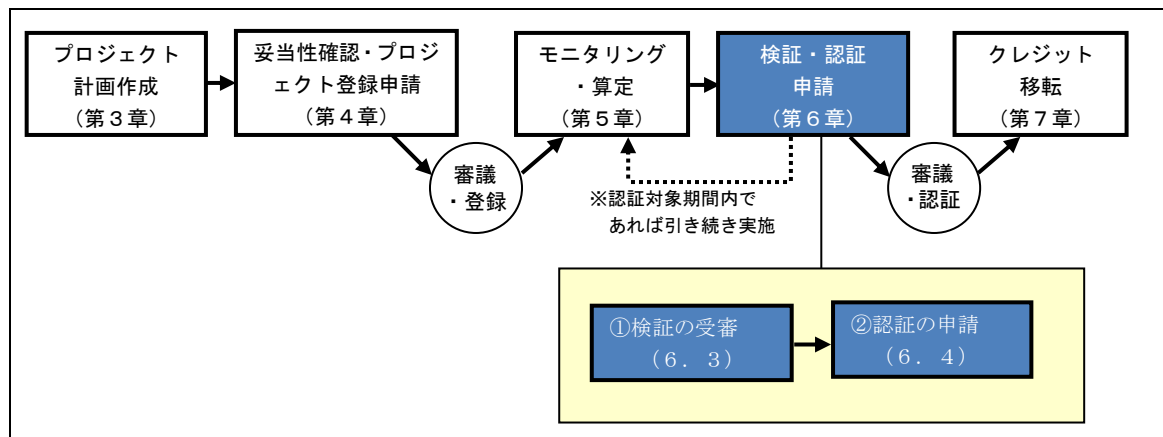 プロジェクト
計画作成
（第３章）
妥当性確認・プロジ
ェクト登録申請
（第４章）
モニタリング
・算定
（第５章）
検証・認証
申請
（第６章）
クレジット
移転
（第７章）
審議
・登録
※認証対象期間内で
あれば引き続き実施
審議
・認証
①検証の受審
（６．３）
②認証の申請
（６．４）